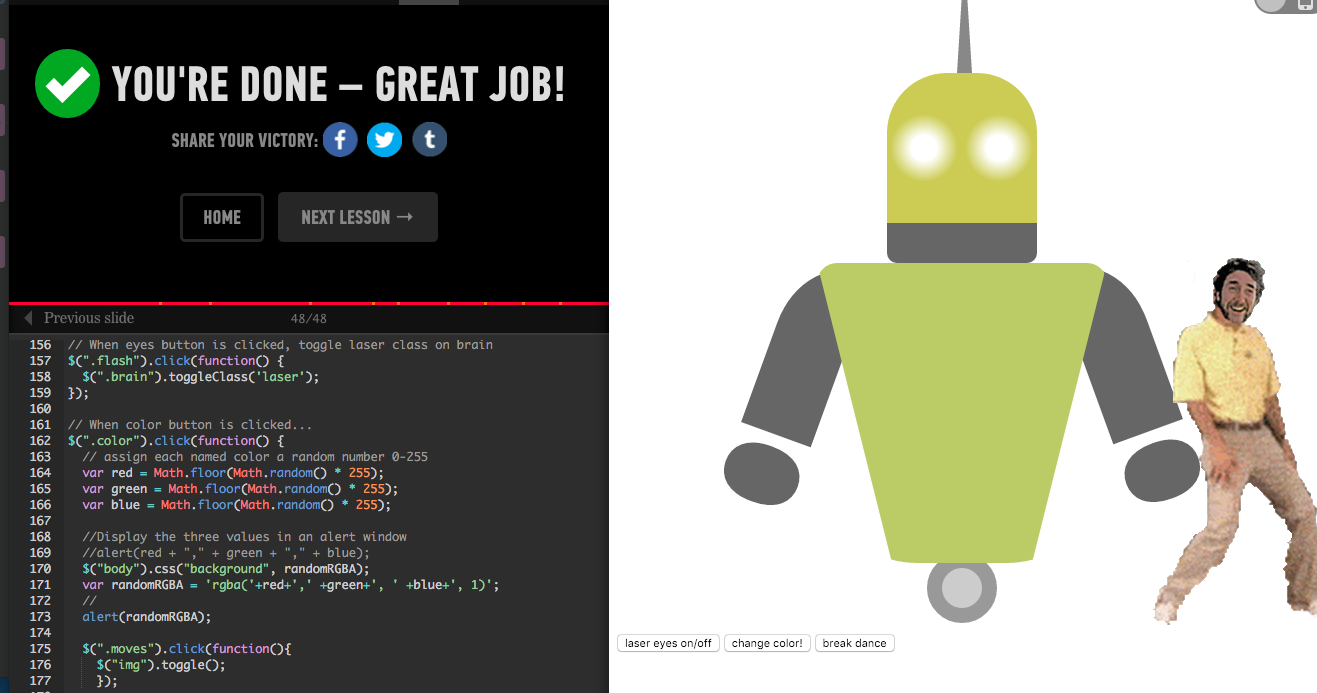 YOU'RE DONE – GREAT JOB!
SHARE YOUR VICTORY: f t
HOME
NEXT LESSON →
Previous slide
48/48
156 // When eyes button is clicked, toggle laser class on brain
157 $(".flash").click(function() {
158   $(".brain").toggleClass('laser');
159 });
160
161 // When color button is clicked...
162 $(".color").click(function() {
163   // assign each named color a random number 0-255
164   var red = Math.floor(Math.random() * 255);
165   var green = Math.floor(Math.random() * 255);
166   var blue = Math.floor(Math.random() * 255);
167
168   //Display the three values in an alert window
169   //alert(red + "," + green + "," + blue);
170   $("body").css("background", randomRGBA);
171   var randomRGBA = 'rgba('+red+',' +green+', ' +blue+', 1)';
172   //
173   alert(randomRGBA);
174
175   $(".moves").click(function(){
176     $("img").toggle();
177     });
laser eyes on/off
change color!
break dance